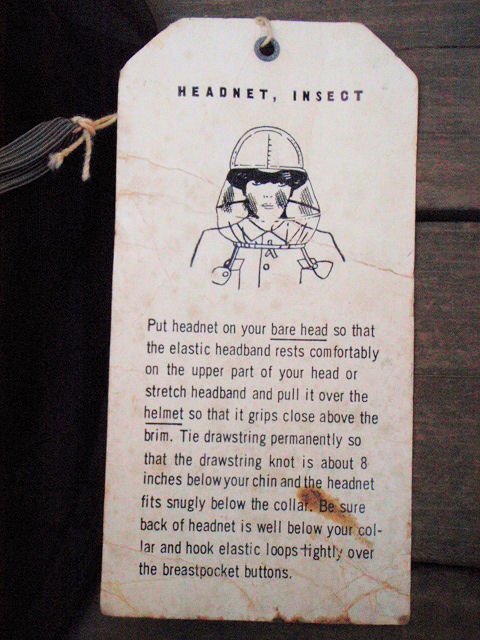 HEADNET, INSECT
Put headnet on your bare head so that
the elastic headband rests comfortably
on the upper part of your head or
stretch headband and pull it over the
helmet so that it grips close above the
brim. Tie drawstring permanently so
that the drawstring knot is about 8
inches below your chin and the headnet
fits snugly below the collar. Be sure
back of headnet is well below your col-
lar and hook elastic loops tightly over
the breastpocket buttons.